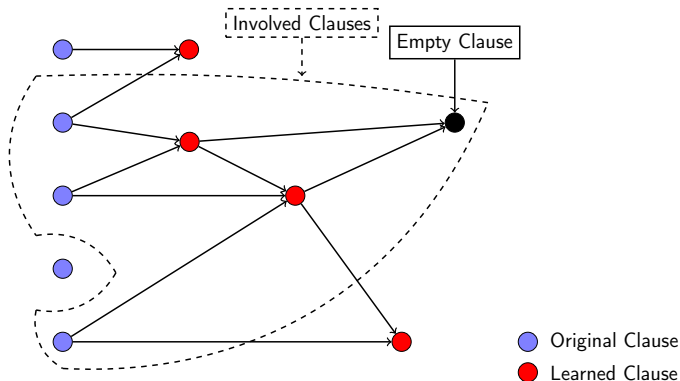 Involved Clauses
Empty Clause
Original Clause
Learned Clause